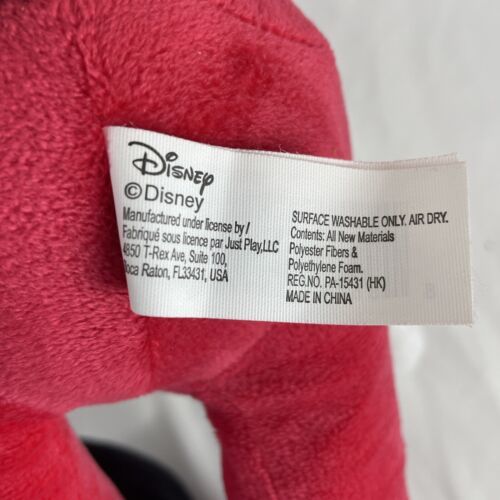 Disney
©Disney
Manufactured under license by/
Fabriqué sous licence par Just Play,LLC
4850 T-Rex Ave, Suite 100,
oca Raton, FL33431, USA
SURFACE WASHABLE ONLY. AIR DRY.
Contents: All New Materials
Polyester Fibers &
Polyethylene Foam.
REG.NO. PA-15431 (HK)
MADE IN CHINA